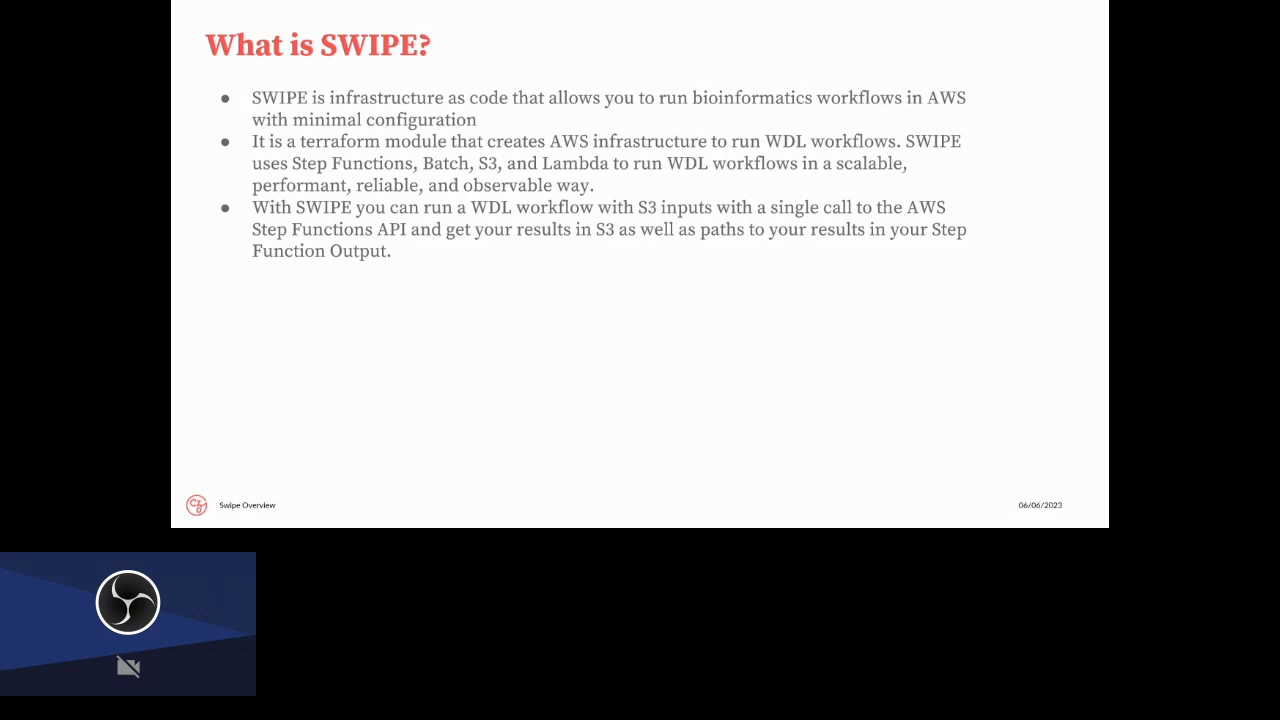 What is SWIPE?
● SWIPE is infrastructure as code that allows you to run bioinformatics workflows in AWS
with minimal configuration
● It is a terraform module that creates AWS infrastructure to run WDL workflows. SWIPE
uses Step Functions, Batch, S3, and Lambda to run WDL workflows in a scalable,
performant, reliable, and observable way.
● With SWIPE you can run a WDL workflow with S3 inputs with a single call to the AWS
Step Functions API and get your results in S3 as well as paths to your results in your Step
Function Output.
CZ
Swipe Overview
06/06/2023